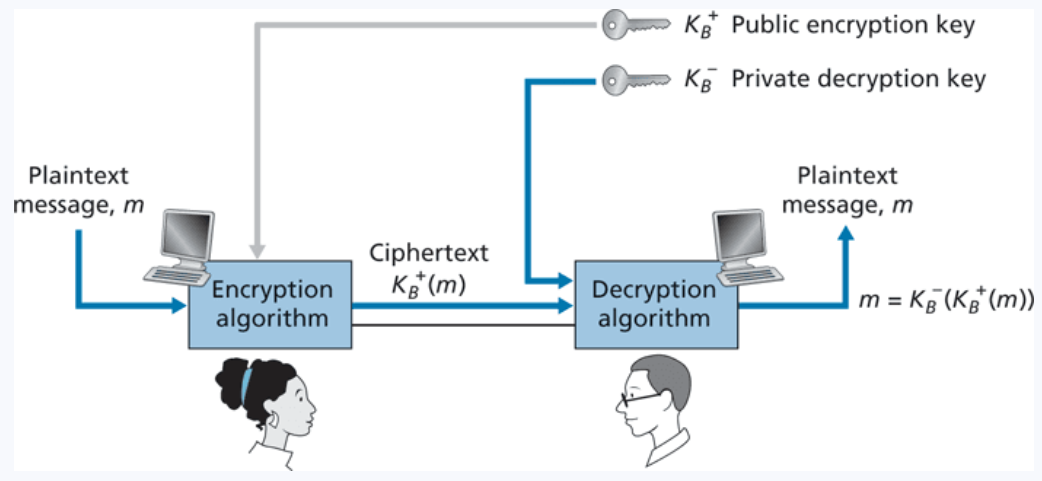 K_B^+ Public encryption key
K_B^- Private decryption key
Plaintext
message, m
Plaintext
message, m
Ciphertext
K_B^+(m)
Encryption
algorithm
Decryption
algorithm
m = K_B^-(K_B^+(m))